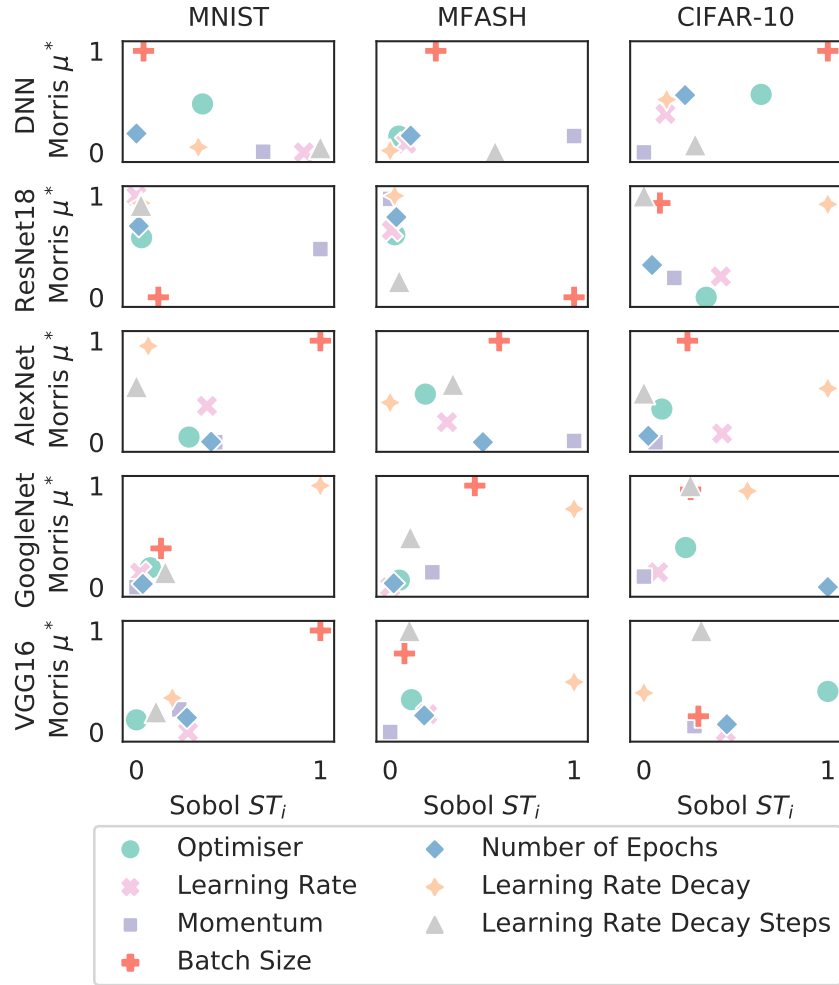 MNIST MFASH CIFAR-10
DNN
Morris μ*
1
0
ResNet18
Morris μ*
1
0
AlexNet
Morris μ*
1
0
GoogleNet
Morris μ*
1
0
VGG16
Morris μ*
1
0
0 1 0 1 0 1
Sobol STᵢ Sobol STᵢ Sobol STᵢ
Optimiser
Learning Rate
Momentum
Batch Size
Number of Epochs
Learning Rate Decay
Learning Rate Decay Steps